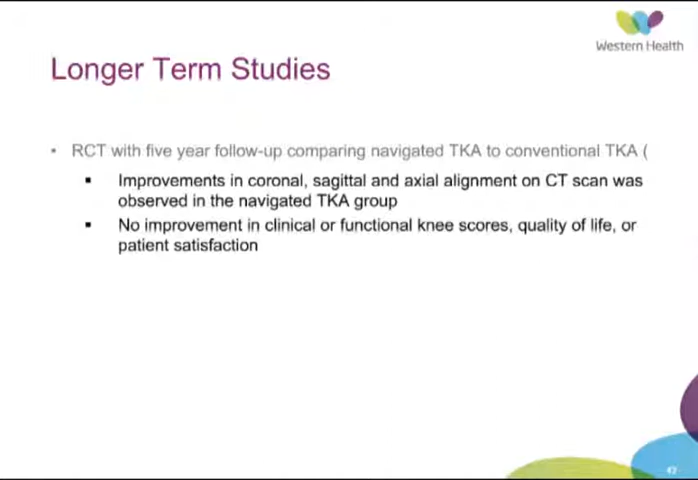 Western Health
Longer Term Studies
• RCT with five year follow-up comparing navigated TKA to conventional TKA (
▪ Improvements in coronal, sagittal and axial alignment on CT scan was
observed in the navigated TKA group
▪ No improvement in clinical or functional knee scores, quality of life, or
patient satisfaction